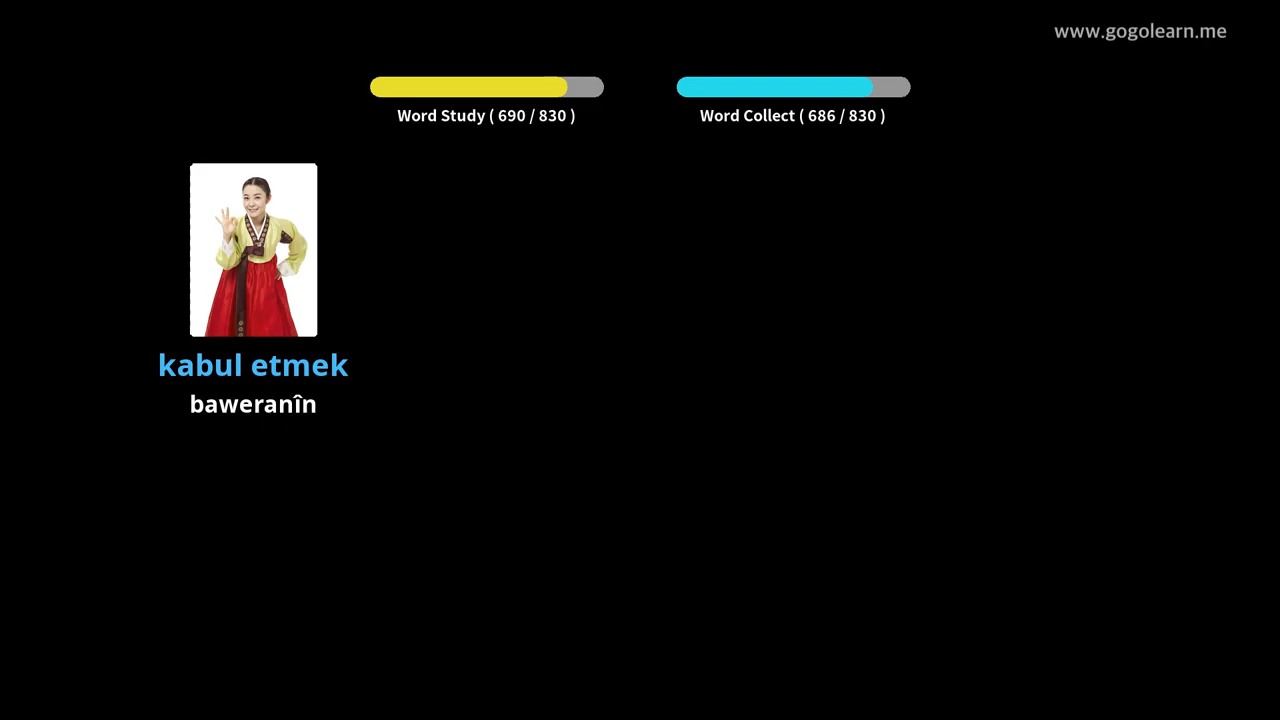 www.gogolearn.me
Word Study ( 690 / 830 )
Word Collect ( 686 / 830 )
kabul etmek
baweranîn